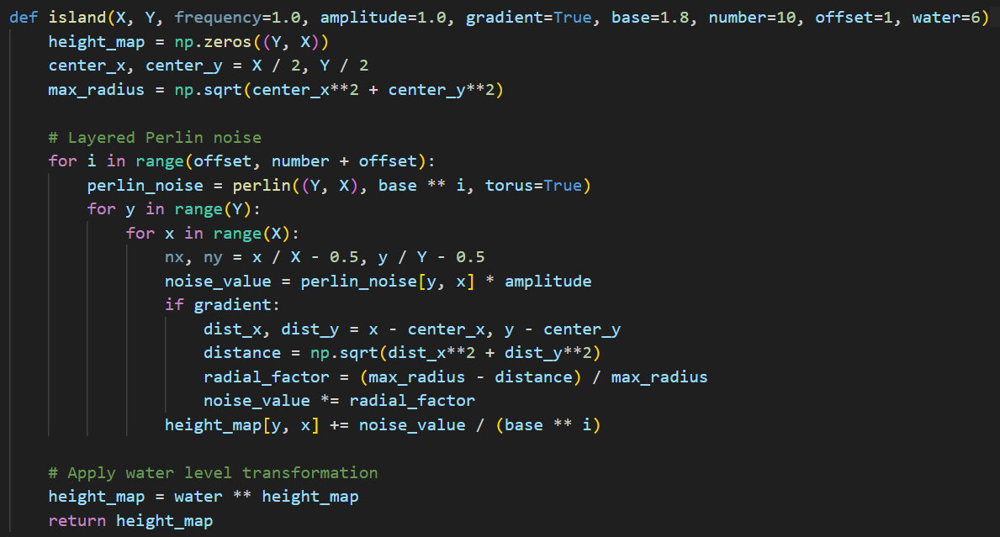 def island(X, Y, frequency=1.0, amplitude=1.0, gradient=True, base=1.8, number=10, offset=1, water=6)
    height_map = np.zeros((Y, X))
    center_x, center_y = X / 2, Y / 2
    max_radius = np.sqrt(center_x**2 + center_y**2)

    # Layered Perlin noise
    for i in range(offset, number + offset):
        perlin_noise = perlin((Y, X), base ** i, torus=True)
        for y in range(Y):
            for x in range(X):
                nx, ny = x / X - 0.5, y / Y - 0.5
                noise_value = perlin_noise[y, x] * amplitude
                if gradient:
                    dist_x, dist_y = x - center_x, y - center_y
                    distance = np.sqrt(dist_x**2 + dist_y**2)
                    radial_factor = (max_radius - distance) / max_radius
                    noise_value *= radial_factor
                height_map[y, x] += noise_value / (base ** i)

    # Apply water level transformation
    height_map = water ** height_map
    return height_map